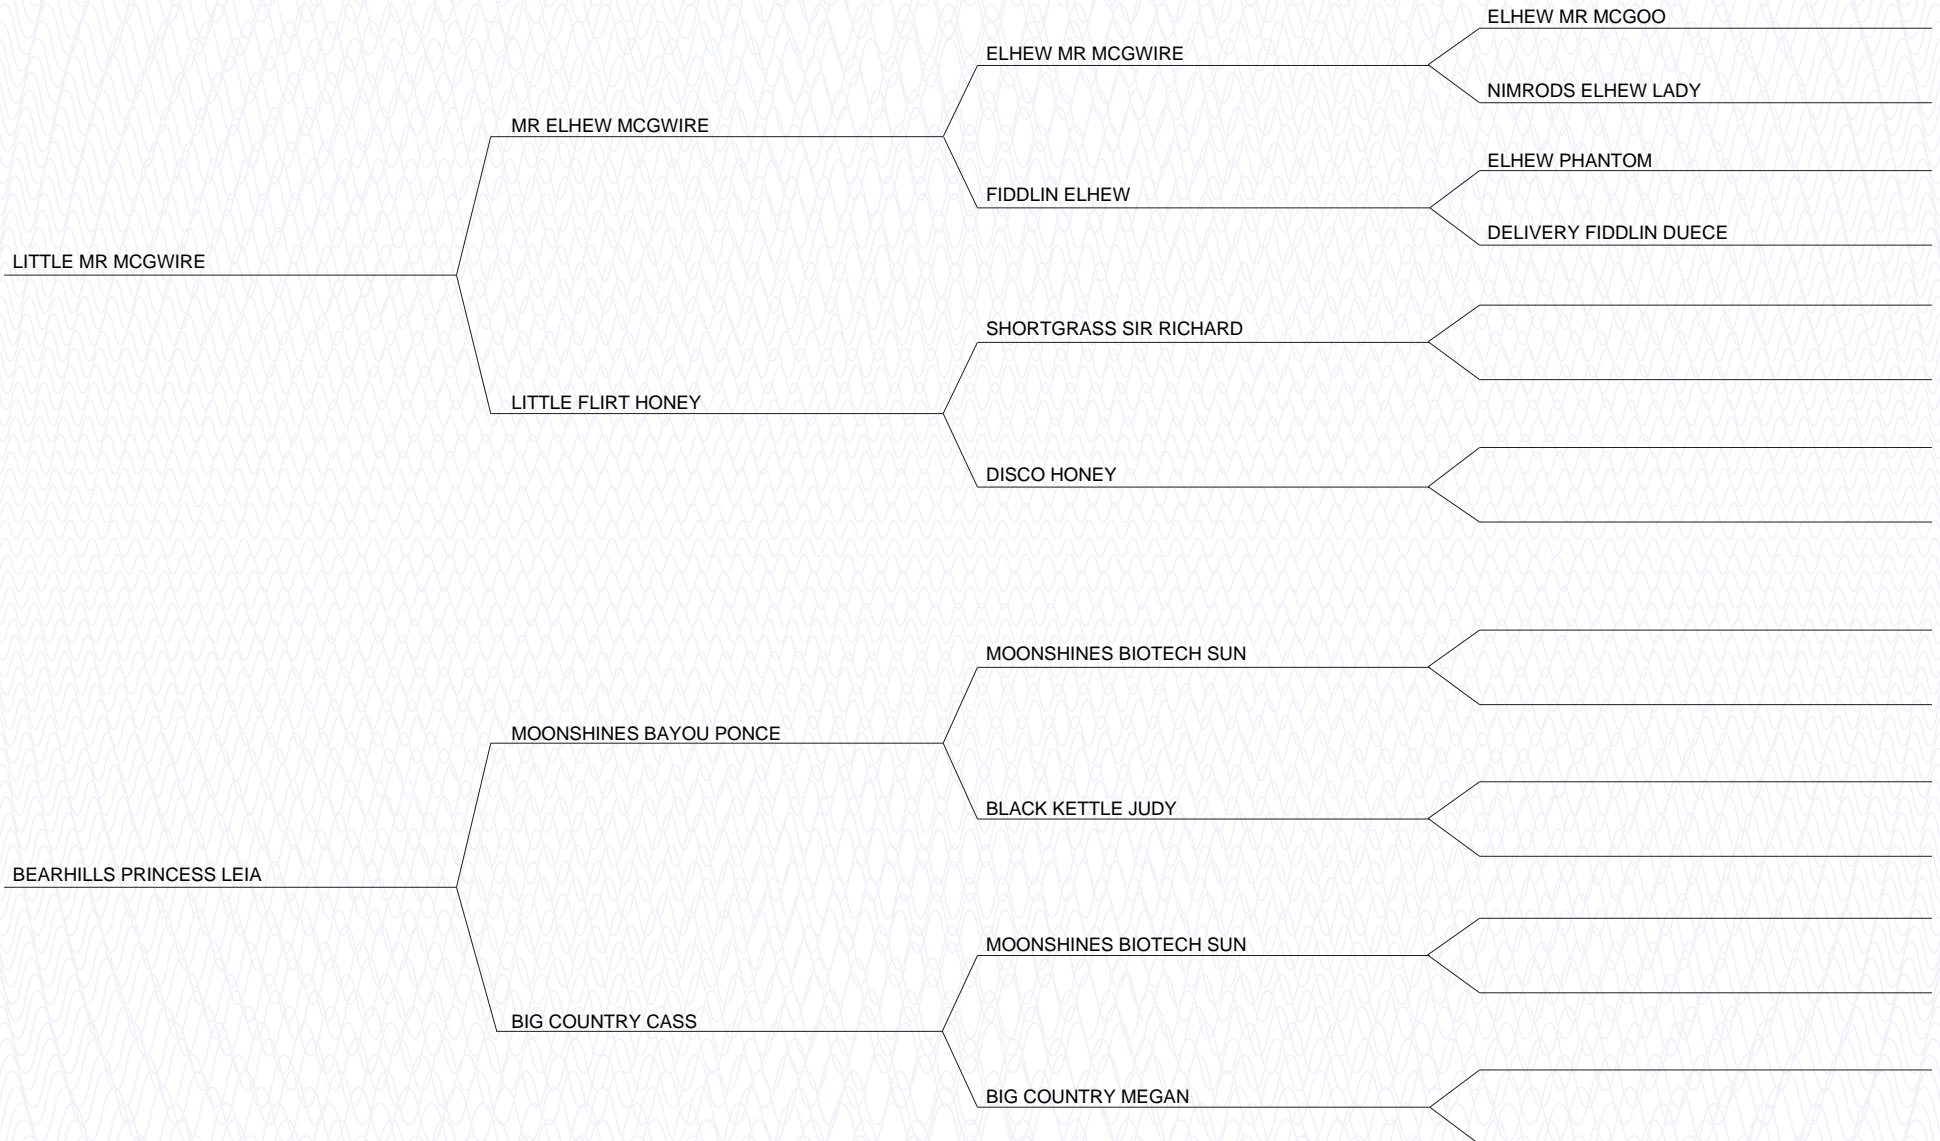 ELHEW MR MCGOO
ELHEW MR MCGWIRE
NIMRODS ELHEW LADY
MR ELHEW MCGWIRE
ELHEW PHANTOM
FIDDLIN ELHEW
DELIVERY FIDDLIN DUECE
LITTLE MR MCGWIRE
SHORTGRASS SIR RICHARD
LITTLE FLIRT HONEY
DISCO HONEY
MOONSHINES BIOTECH SUN
MOONSHINES BAYOU PONCE
BLACK KETTLE JUDY
BEARHILLS PRINCESS LEIA
MOONSHINES BIOTECH SUN
BIG COUNTRY CASS
BIG COUNTRY MEGAN